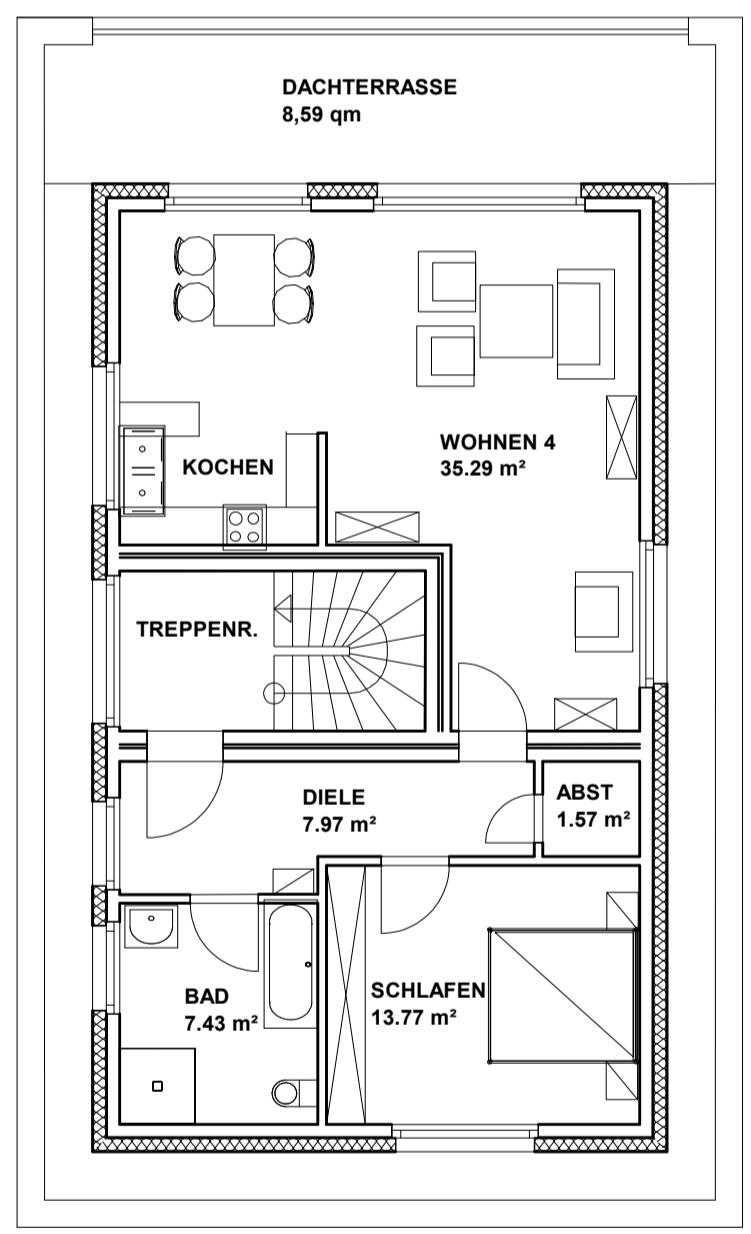 DACHTERRASSE
8,59 qm
WOHNEN 4
35.29 m²
KOCHEN
TREPPENR.
DIELE
7.97 m²
ABST
1.57 m²
BAD
7.43 m²
SCHLAFEN
13.77 m²